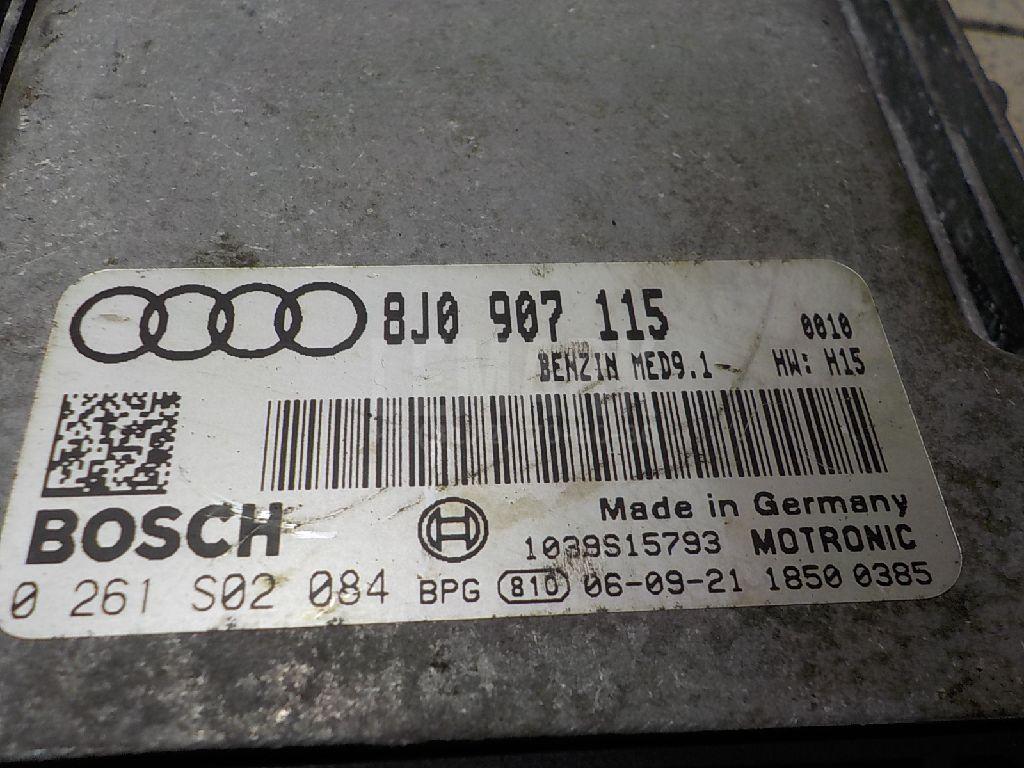 8J0 907 115
0010
BENZIN MED9.1- HW: H15
Made in Germany
BOSCH
1039S15793 MOTRONIC
0 261 S02 084 BPG 810 06-09-21 1850 0385